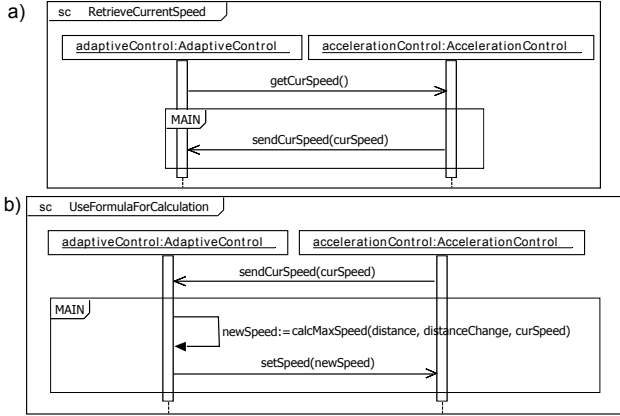 a)
sc RetrieveCurrentSpeed
adaptiveControl:AdaptiveControl accelerationControl:AccelerationControl
getCurSpeed()
MAIN
sendCurSpeed(curSpeed)
b)
sc UseFormulaForCalculation
adaptiveControl:AdaptiveControl accelerationControl:AccelerationControl
sendCurSpeed(curSpeed)
MAIN
newSpeed:=calcMaxSpeed(distance, distanceChange, curSpeed)
setSpeed(newSpeed)